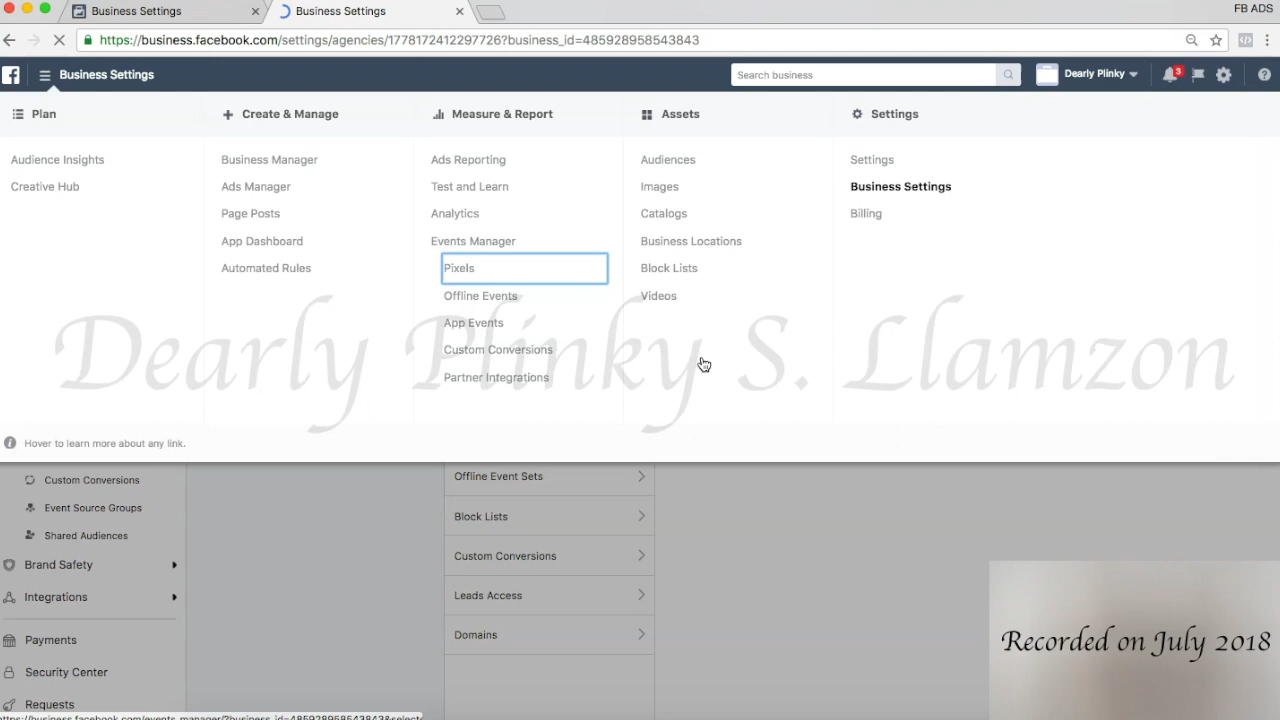 Business Settings
Business Settings
FB ADS
https://business.facebook.com/settings/agencies/1778172412297726?business_id=485928958543843
Business Settings
Search business
Dearly Plinky
3
Plan
Create & Manage
Measure & Report
Assets
Settings
Audience Insights
Business Manager
Ads Reporting
Audiences
Settings
Creative Hub
Ads Manager
Test and Learn
Images
Business Settings
Page Posts
Analytics
Catalogs
Billing
App Dashboard
Events Manager
Business Locations
Automated Rules
Pixels
Block Lists
Offline Events
Videos
App Events
Custom Conversions
Partner Integrations
Dearly Plinky S. Llamzon
Hover to learn more about any link.
Custom Conversions
Event Source Groups
Shared Audiences
Brand Safety
Integrations
Payments
Security Center
Requests
Offline Event Sets
Block Lists
Custom Conversions
Leads Access
Domains
Recorded on July 2018